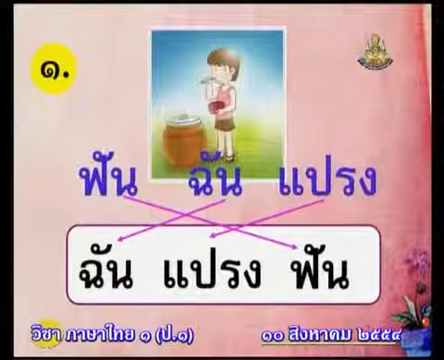 ๑.
ฟัน ฉัน แปรง
ฉัน แปรง ฟัน
วิชา ภาษาไทย ๑ (ป.๑) ๑๐ สิงหาคม ๒๕๕๔